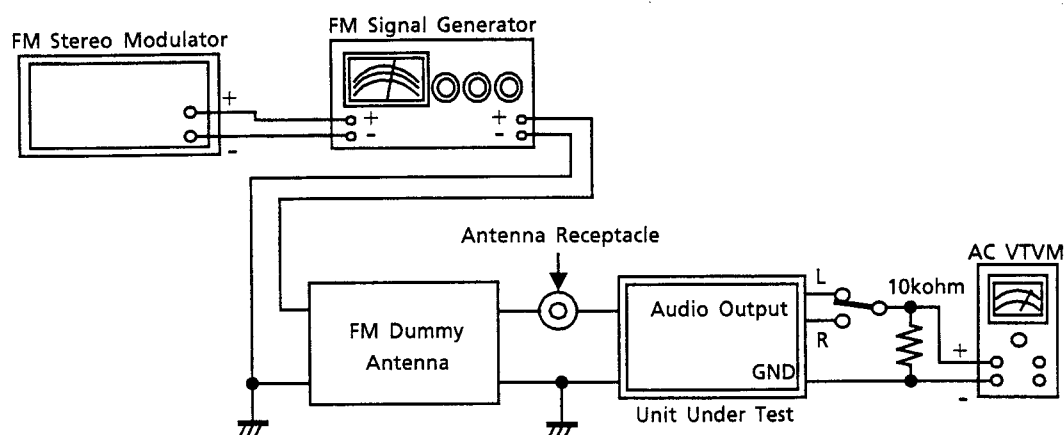 FM Stereo Modulator
FM Signal Generator
+
-
+
-
+
-
Antenna Receptacle
FM Dummy
Antenna
Audio Output
L
R
GND
Unit Under Test
10kohm
AC VTVM
+
-